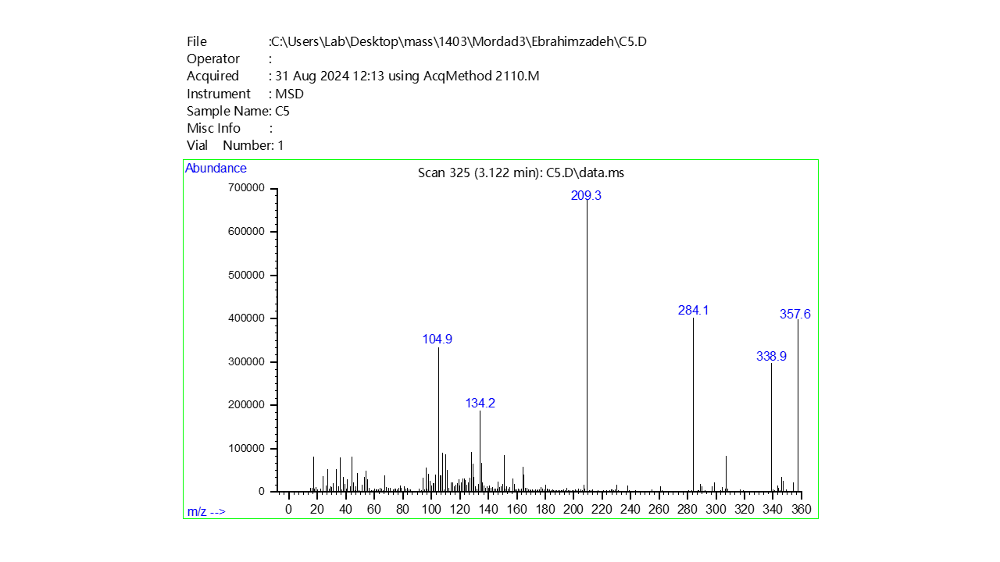 File :C:\Users\Lab\Desktop\mass\1403\Mordad3\Ebrahimzadeh\C5.D
Operator :
Acquired : 31 Aug 2024 12:13 using AcqMethod 2110.M
Instrument : MSD
Sample Name: C5
Misc Info :
Vial Number: 1
Abundance
Scan 325 (3.122 min): C5.D\data.ms
700000
209.3
600000
500000
400000
284.1
357.6
104.9
338.9
300000
200000
134.2
100000
0
0 20 40 60 80 100 120 140 160 180 200 220 240 260 280 300 320 340 360
m/z -->